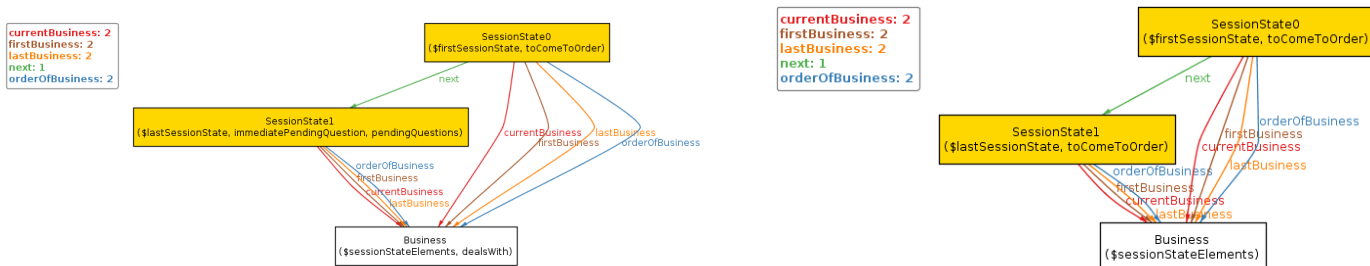 currentBusiness: 2
firstBusiness: 2
lastBusiness: 2
next: 1
orderOfBusiness: 2
SessionState0
($firstSessionState, toComeToOrder)
next
SessionState1
($lastSessionState, immediatePendingQuestion, pendingQuestions)
currentBusiness
lastBusiness
firstBusiness
orderOfBusiness
orderOfBusiness
firstBusiness
currentBusiness
lastBusiness
Business
($sessionStateElements, dealsWith)
currentBusiness: 2
firstBusiness: 2
lastBusiness: 2
next: 1
orderOfBusiness: 2
SessionState0
($firstSessionState, toComeToOrder)
next
SessionState1
($lastSessionState, toComeToOrder)
orderOfBusiness
firstBusiness
currentBusiness
lastBusiness
orderOfBusiness
firstBusiness
currentBusiness
lastBusiness
Business
($sessionStateElements)